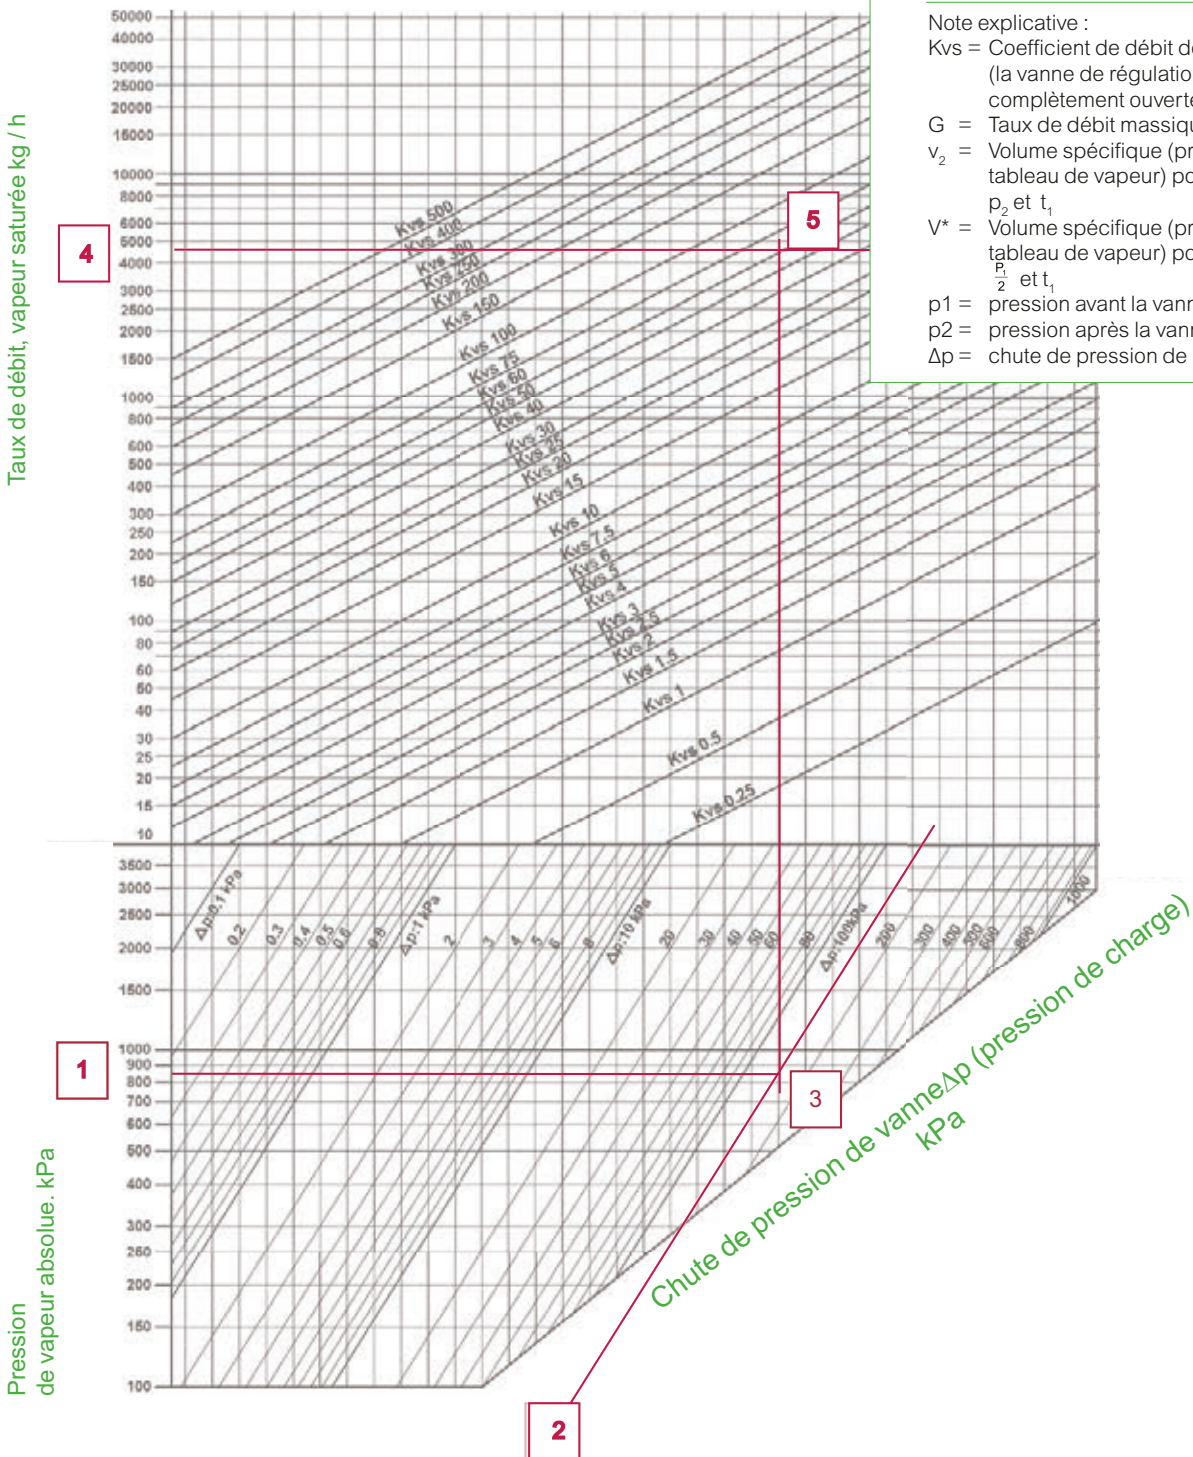 50000
40000
30000
25000
20000
15000
10000
8000
6000
5000
4000
3000
2500
2000
1500
1000
800
600
500
400
300
250
200
150
100
80
60
50
40
30
25
20
15
10
Taux de débit, vapeur saturée kg / h
4
5
Kvs 500
Kvs 400
Kvs 300
Kvs 250
Kvs 200
Kvs 150
Kvs 100
Kvs 75
Kvs 60
Kvs 50
Kvs 40
Kvs 30
Kvs 25
Kvs 20
Kvs 15
Kvs 10
Kvs 7.5
Kvs 6
Kvs 5
Kvs 4
Kvs 3
Kvs 2.5
Kvs 2
Kvs 1.5
Kvs 1
Kvs 0.5
Kvs 0.25
Note explicative :
Kvs = Coefficient de débit de
(la vanne de régulation
complètement ouverte
G = Taux de débit massique
v₂ = Volume spécifique (pr
tableau de vapeur) po
p₂ et t₁
V* = Volume spécifique (pr
tableau de vapeur) po
P₁/2 et t₁
p1 = pression avant la vann
p2 = pression après la vann
Δp = chute de pression de
3500
3000
2500
2000
1500
1000
900
800
700
600
500
400
300
250
200
150
100
Pression
de vapeur absolue. kPa
Δp:0.1 kPa
0.2
0.3
0.4
0.5
0.6
0.8
Δp:1 kPa
2
3
4
5
6
8
Δp:10 kPa
20
30
40
50
60
80
Δp:100kPa
200
300
400
500
600
800
1000
1
3
2
Chute de pression de vanneΔp (pression de charge)
kPa